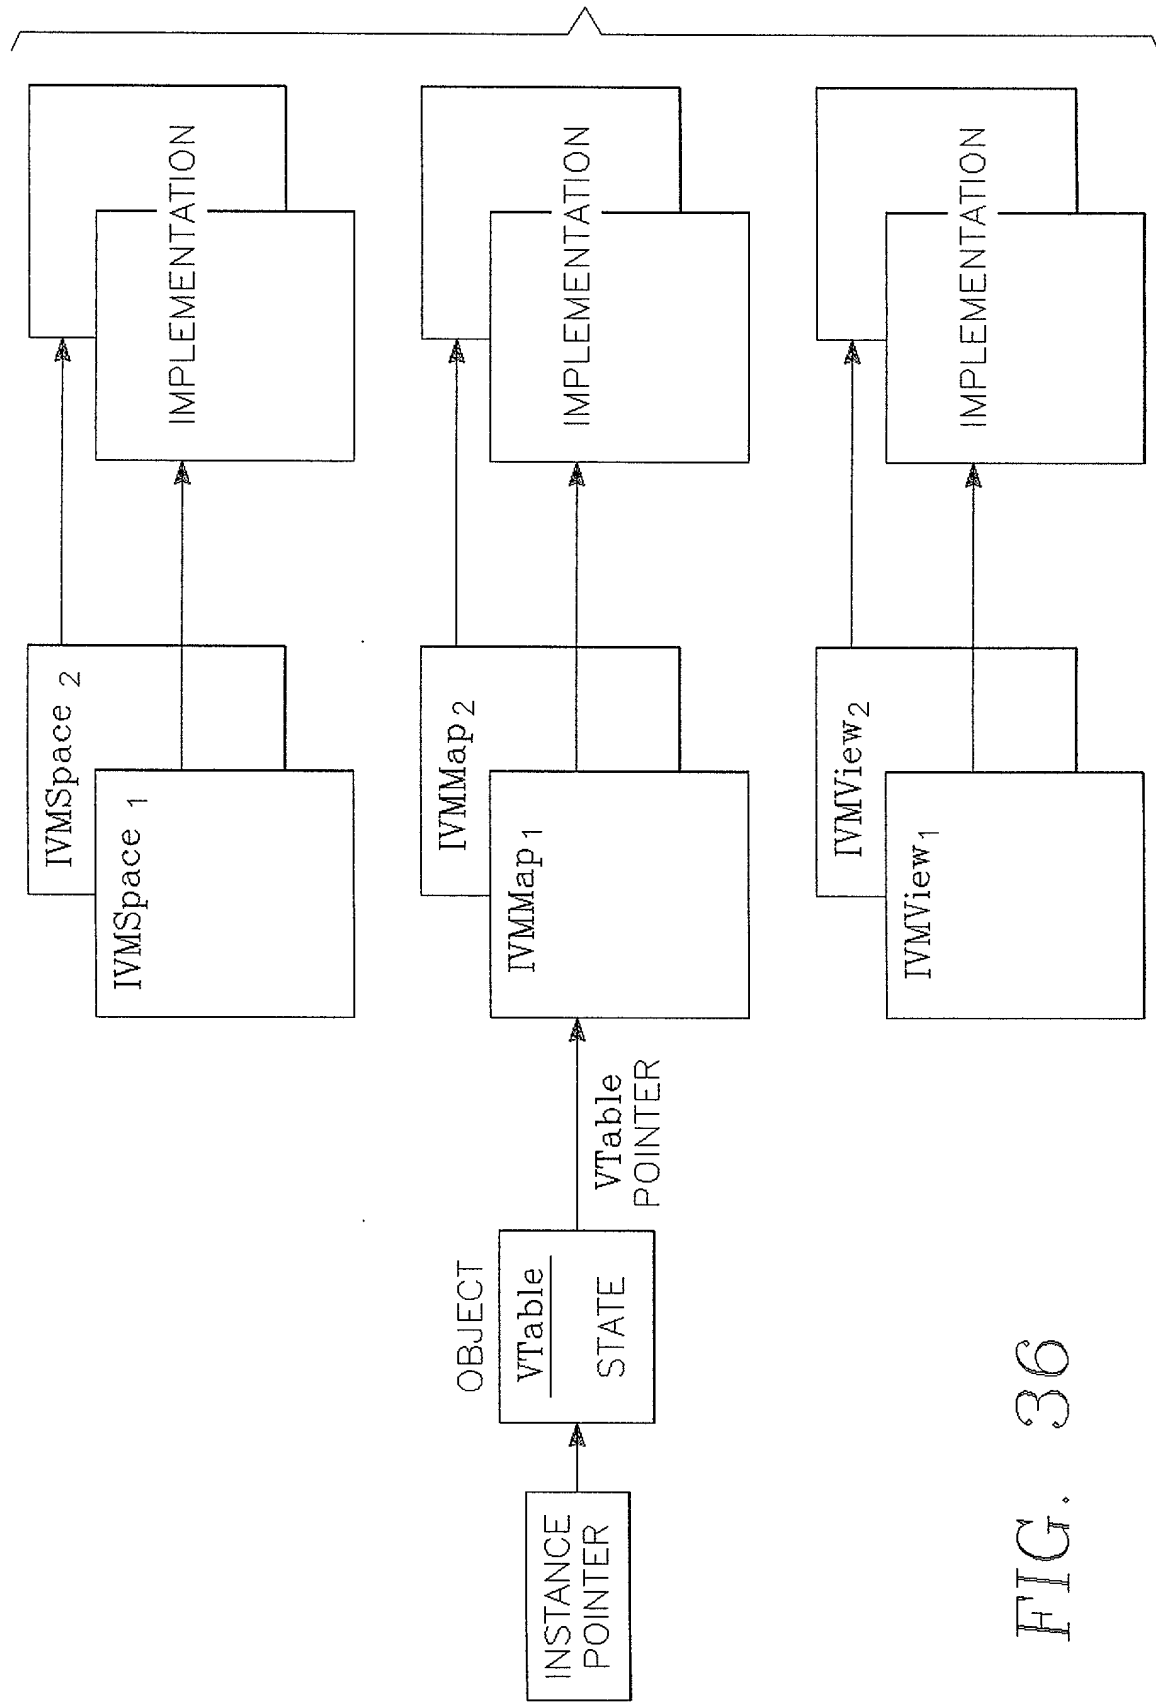 IVMSpace 2
IVMSpace 1
IMPLEMENTATION
INSTANCE
POINTER
OBJECT
VTable
STATE
VTable
POINTER
IVMMap 2
IVMMap 1
IMPLEMENTATION
IVMView 2
IVMView 1
IMPLEMENTATION
FIG. 36